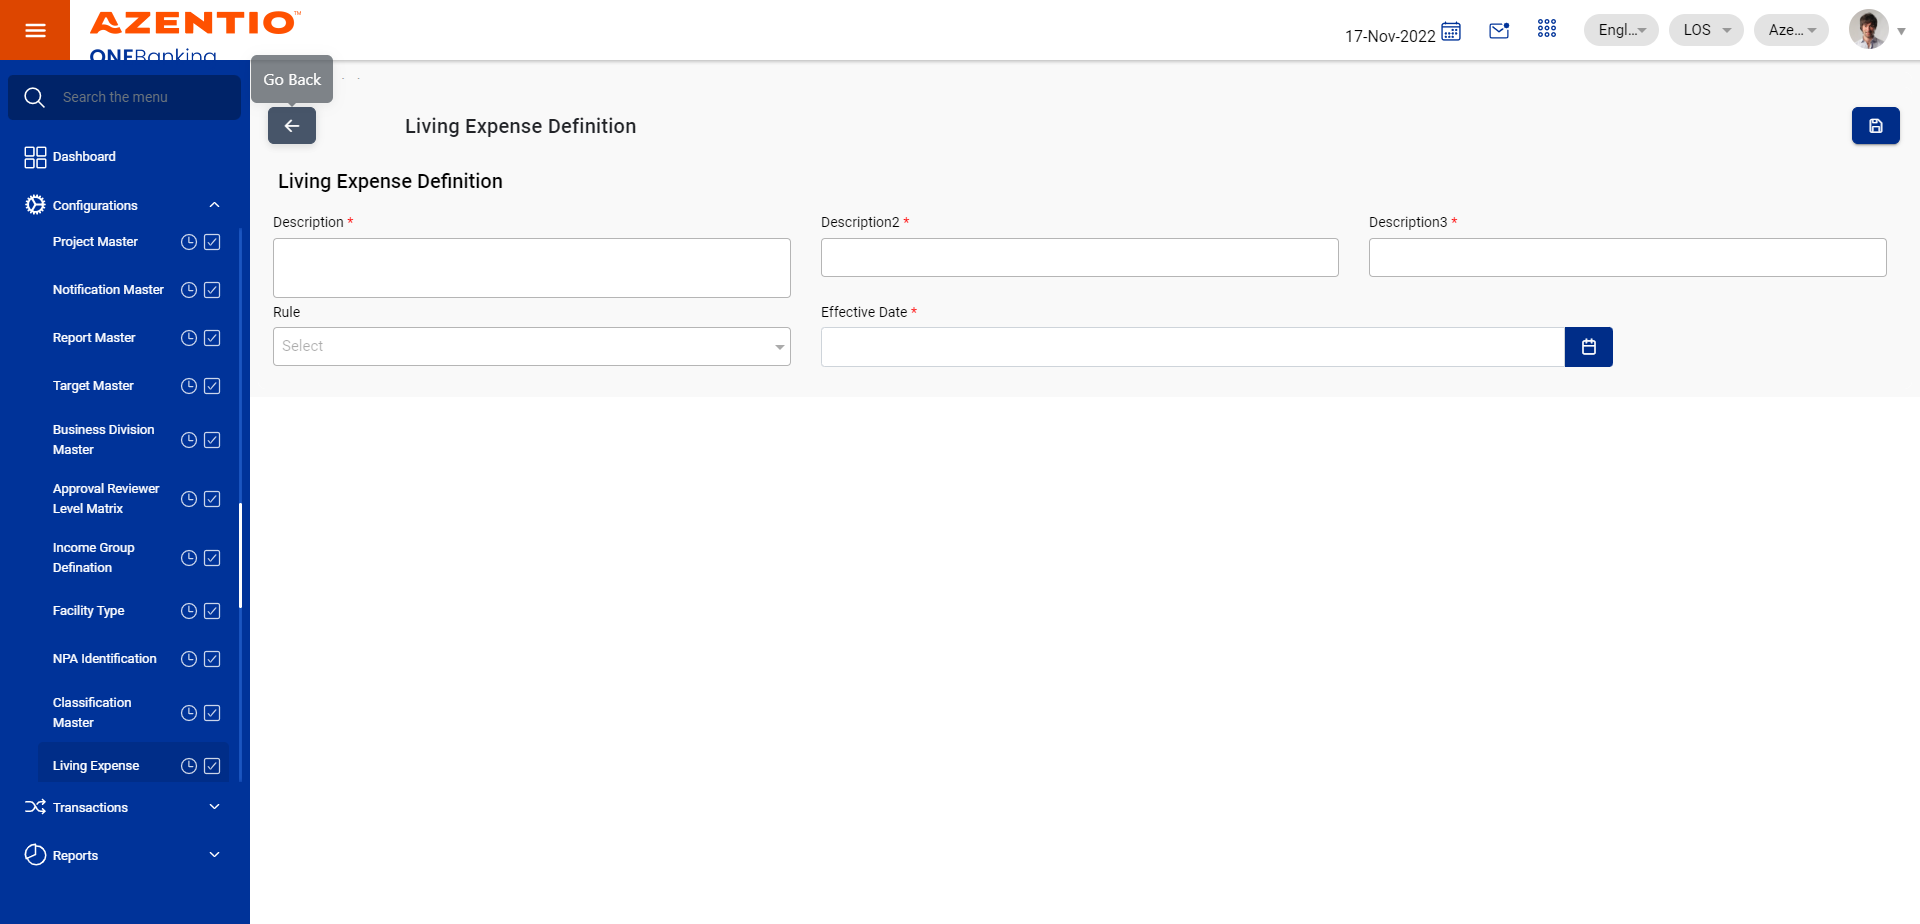 AZENTIO™
ONEBanking
17-Nov-2022
Engl...
LOS
Aze...
Go Back
Search the menu
Dashboard
Configurations
Project Master
Notification Master
Report Master
Target Master
Business Division
Master
Approval Reviewer
Level Matrix
Income Group
Defination
Facility Type
NPA Identification
Classification
Master
Living Expense
Transactions
Reports
Living Expense Definition
Living Expense Definition
Description *
Description2 *
Description3 *
Rule
Select
Effective Date *